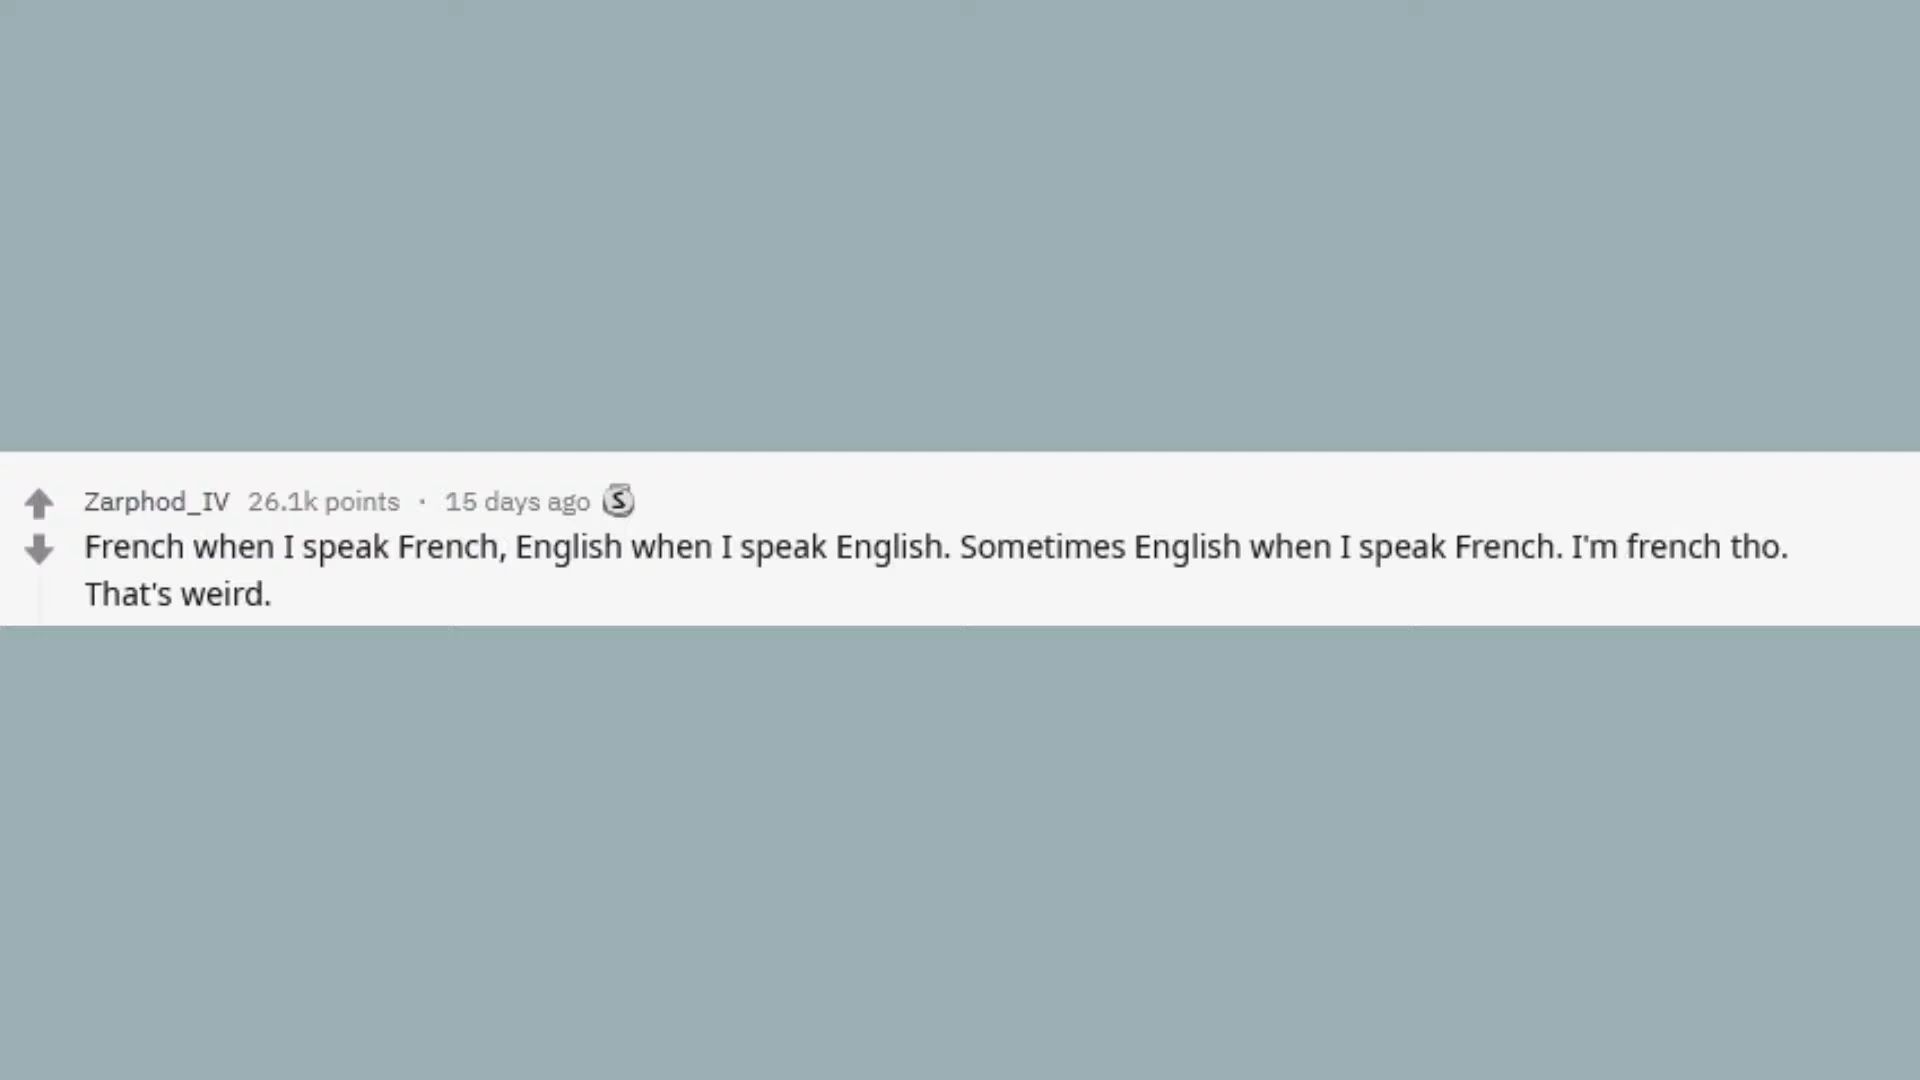 Zarphod_IV 26.1k points · 15 days ago S
French when I speak French, English when I speak English. Sometimes English when I speak French. I'm french tho.
That's weird.